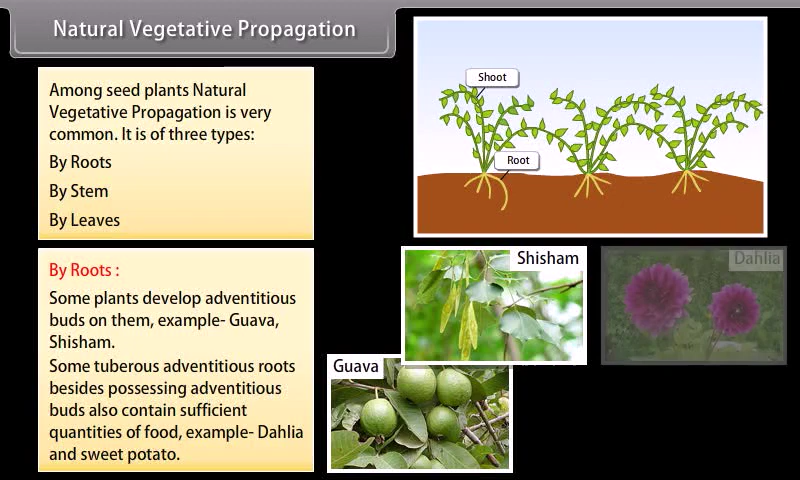 Natural Vegetative Propagation
Among seed plants Natural
Vegetative Propagation is very
common. It is of three types:
By Roots
By Stem
By Leaves
By Roots :
Some plants develop adventitious
buds on them, example- Guava,
Shisham.
Some tuberous adventitious roots
besides possessing adventitious
buds also contain sufficient
quantities of food, example- Dahlia
and sweet potato.
Shoot
Root
Shisham
Dahlia
Guava